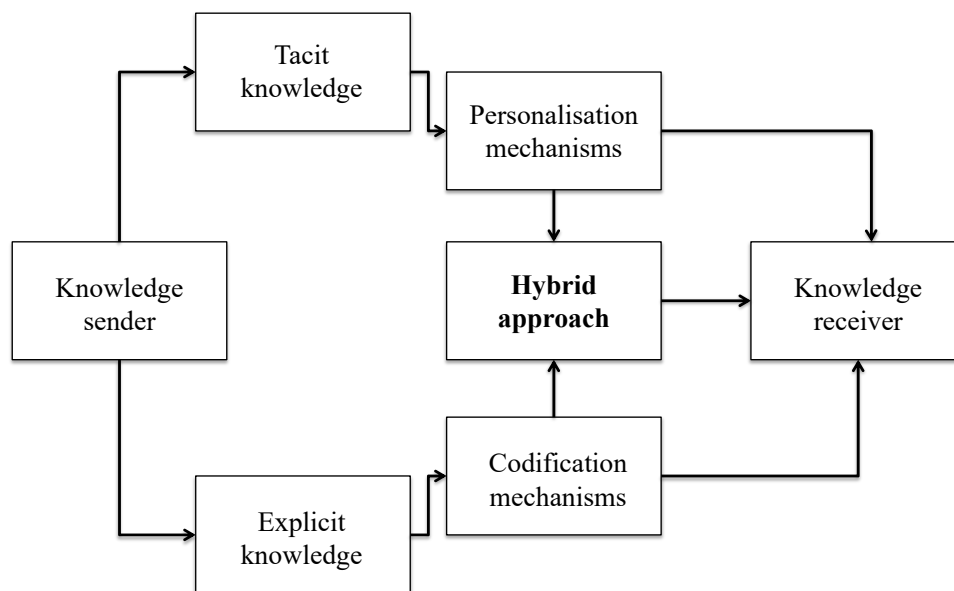 Tacit
knowledge
Personalisation
mechanisms
Knowledge
sender
Hybrid
approach
Knowledge
receiver
Codification
mechanisms
Explicit
knowledge